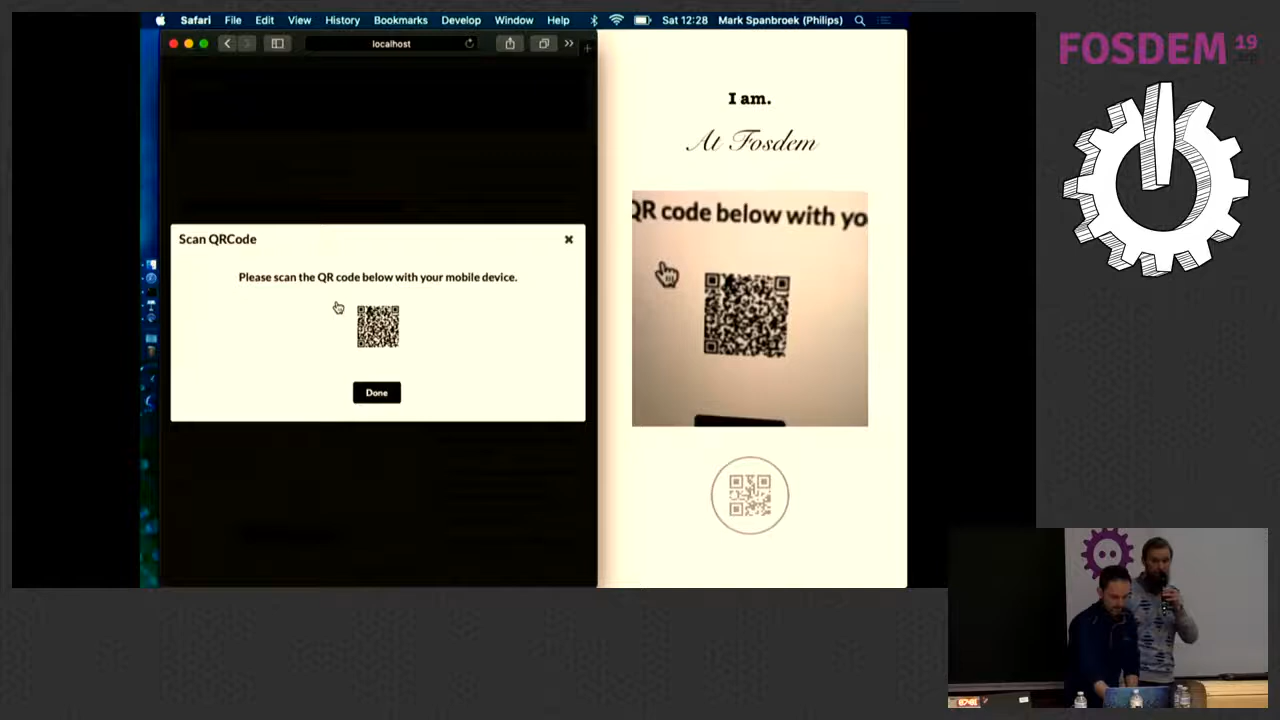 Safari File Edit View History Bookmarks Develop Window Help Sat 12:28 Mark Spanbroek (Philips)
localhost
FOSDEM 19
.org
I am.
At Fosdem
QR code below with yo
Scan QRCode
Please scan the QR code below with your mobile device.
Done